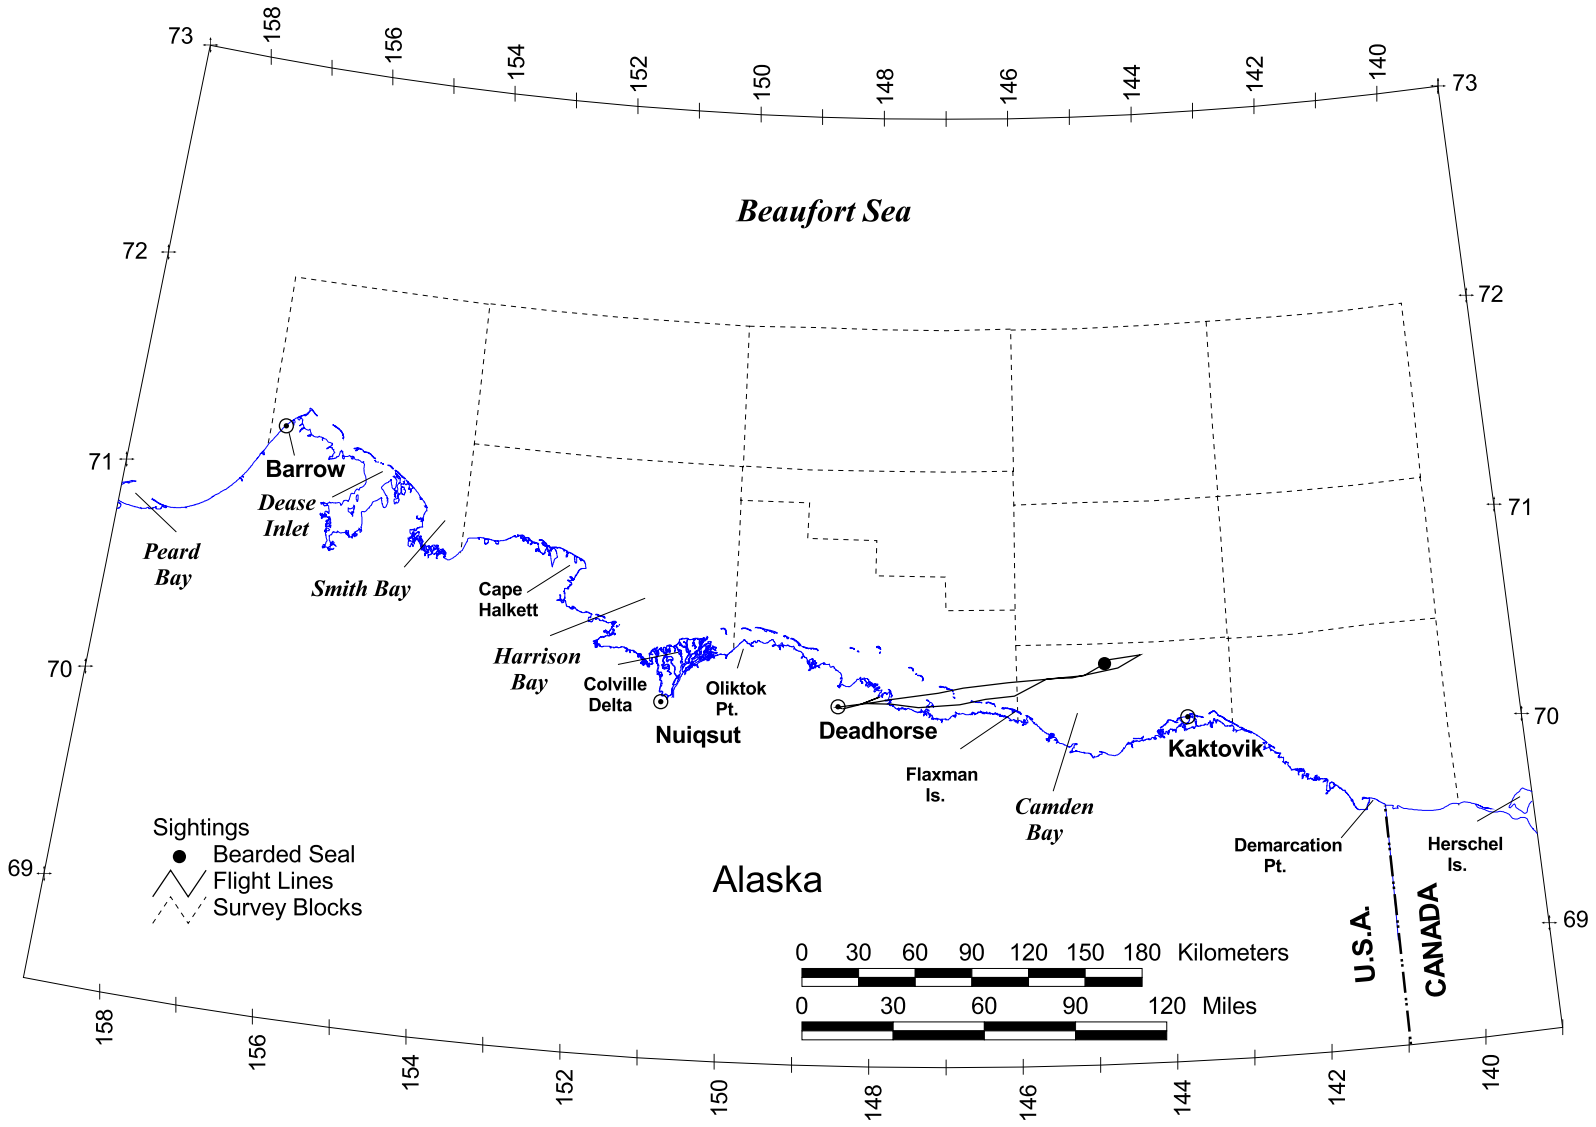 158
156
154
152
150
148
146
144
142
140
73
73
Beaufort Sea
72
72
71
71
Barrow
Dease
Inlet
Peard
Bay
Smith Bay
Cape
Halkett
Harrison
Bay
70
70
Colville
Delta
Oliktok
Pt.
Nuiqsut
Deadhorse
Kaktovik
Flaxman
Is.
Camden
Bay
Demarcation
Pt.
Herschel
Is.
Sightings
Bearded Seal
Flight Lines
Survey Blocks
69
69
Alaska
U.S.A.
CANADA
0 30 60 90 120 150 180 Kilometers
0 30 60 90 120 Miles
158
156
154
152
150
148
146
144
142
140